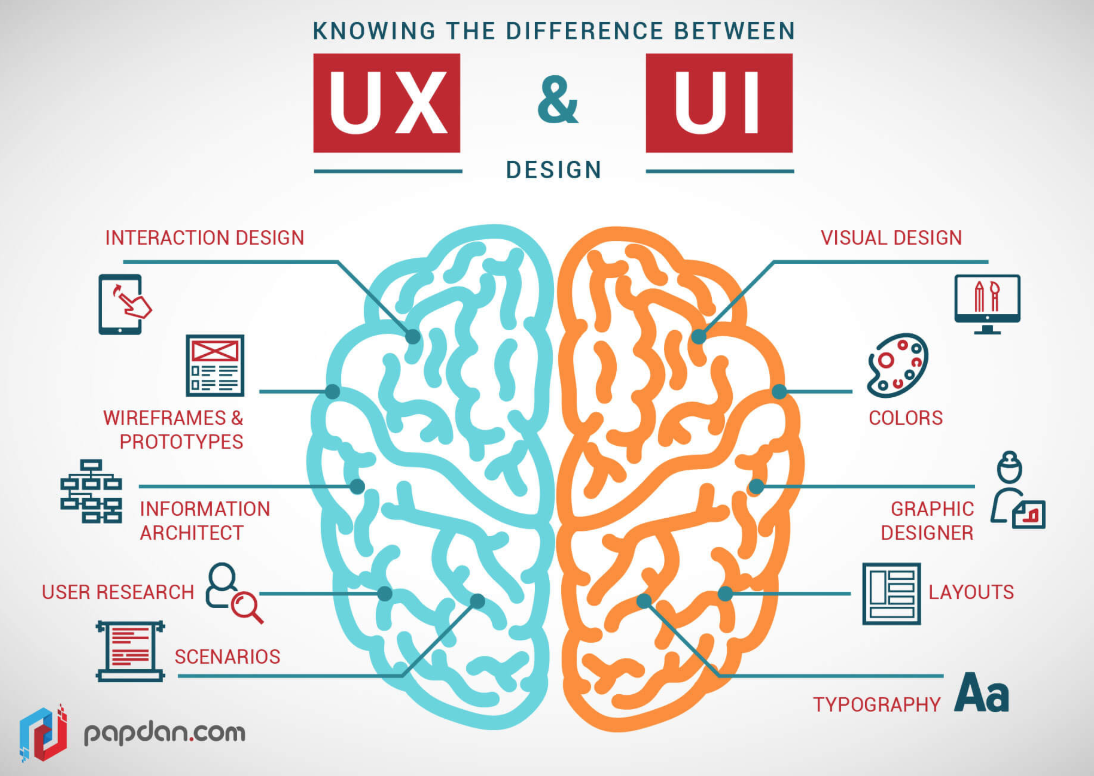 KNOWING THE DIFFERENCE BETWEEN
UX & UI
DESIGN
INTERACTION DESIGN
WIREFRAMES &
PROTOTYPES
INFORMATION
ARCHITECT
USER RESEARCH
SCENARIOS
VISUAL DESIGN
COLORS
GRAPHIC
DESIGNER
LAYOUTS
TYPOGRAPHY Aa
papdan.com